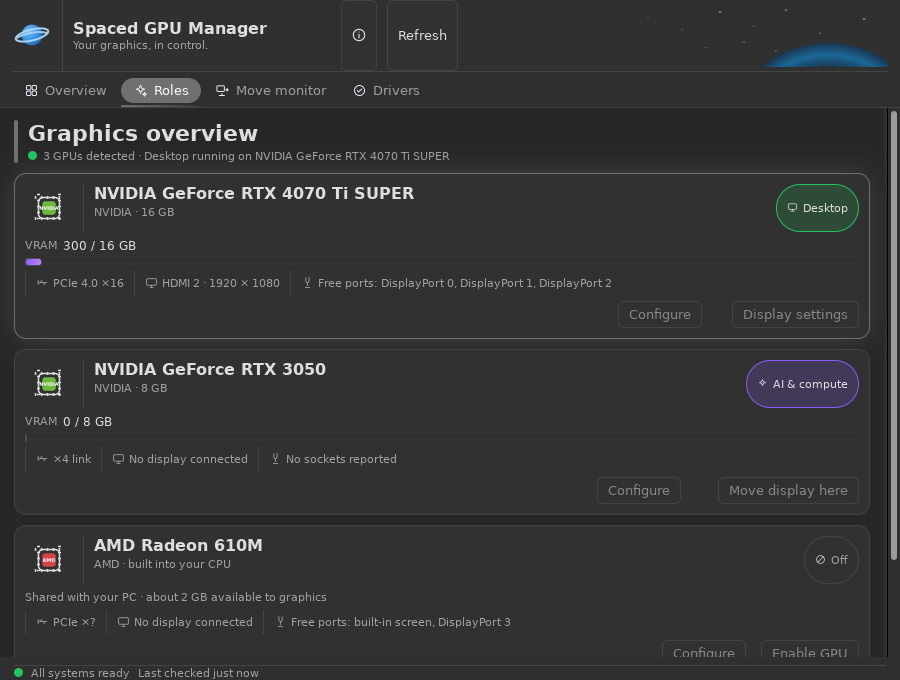 Spaced GPU Manager
Your graphics, in control.
Refresh
Overview
Roles
Move monitor
Drivers
Graphics overview
3 GPUs detected · Desktop running on NVIDIA GeForce RTX 4070 Ti SUPER
NVIDIA
NVIDIA GeForce RTX 4070 Ti SUPER
NVIDIA · 16 GB
Desktop
VRAM 300 / 16 GB
PCIe 4.0 ×16
HDMI 2 · 1920 × 1080
Free ports: DisplayPort 0, DisplayPort 1, DisplayPort 2
Configure
Display settings
NVIDIA
NVIDIA GeForce RTX 3050
NVIDIA · 8 GB
AI & compute
VRAM 0 / 8 GB
×4 link
No display connected
No sockets reported
Configure
Move display here
AMD
AMD Radeon 610M
AMD · built into your CPU
Off
Shared with your PC · about 2 GB available to graphics
PCIe ×?
No display connected
Free ports: built-in screen, DisplayPort 3
Configure
Enable GPU
All systems ready
Last checked just now